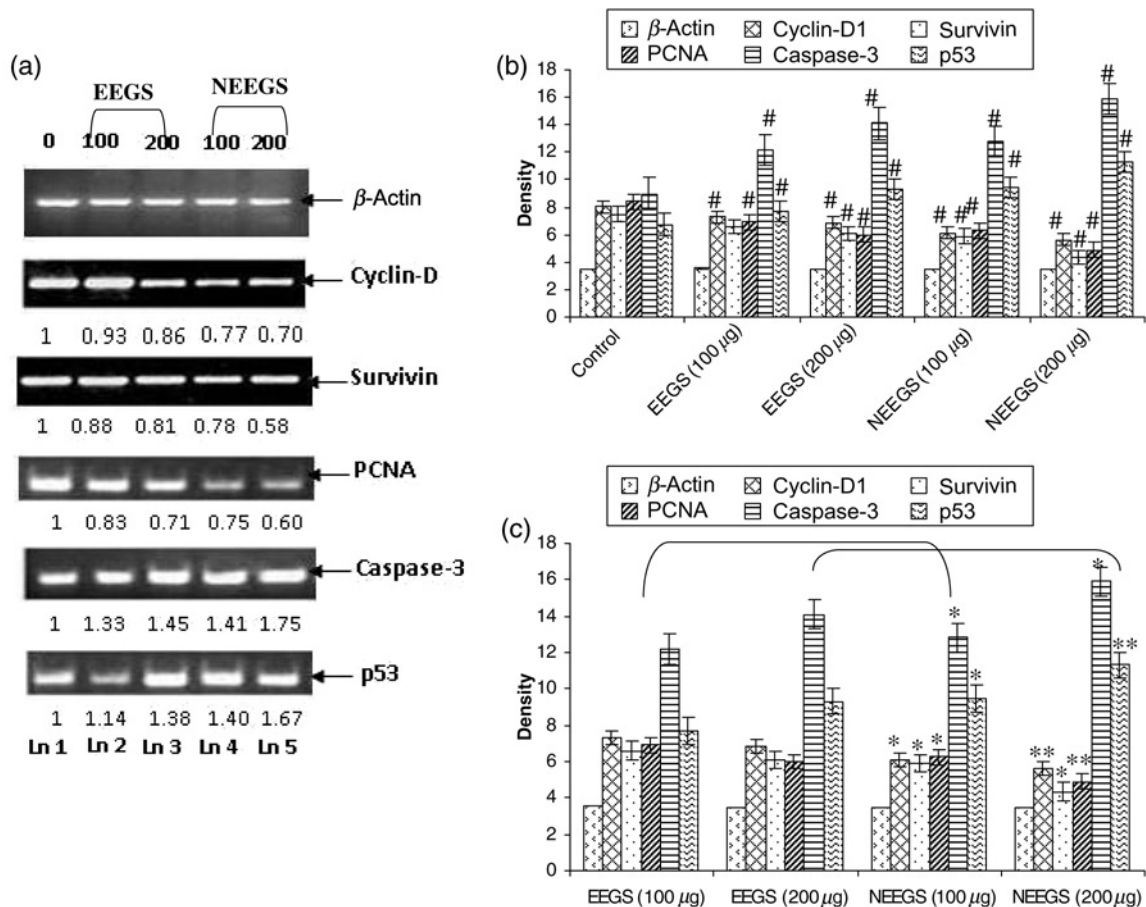 (a)
EEGS NEEGS
0 100 200 100 200
β-Actin
Cyclin-D
1 0.93 0.86 0.77 0.70
Survivin
1 0.88 0.81 0.78 0.58
PCNA
1 0.83 0.71 0.75 0.60
Caspase-3
1 1.33 1.45 1.41 1.75
p53
1 1.14 1.38 1.40 1.67
Ln 1 Ln 2 Ln 3 Ln 4 Ln 5
(b)
β-Actin Cyclin-D1 Survivin
PCNA Caspase-3 p53
Density
18
16
14
12
10
8
6
4
2
0
# # # #
# # # # #
# # # # #
# # # # #
Control
EEGS (100 μg)
EEGS (200 μg)
NEEGS (100 μg)
NEEGS (200 μg)
(c)
β-Actin Cyclin-D1 Survivin
PCNA Caspase-3 p53
Density
18
16
14
12
10
8
6
4
2
0
* * * * *
** * ** * **
EEGS (100 μg) EEGS (200 μg) NEEGS (100 μg) NEEGS (200 μg)